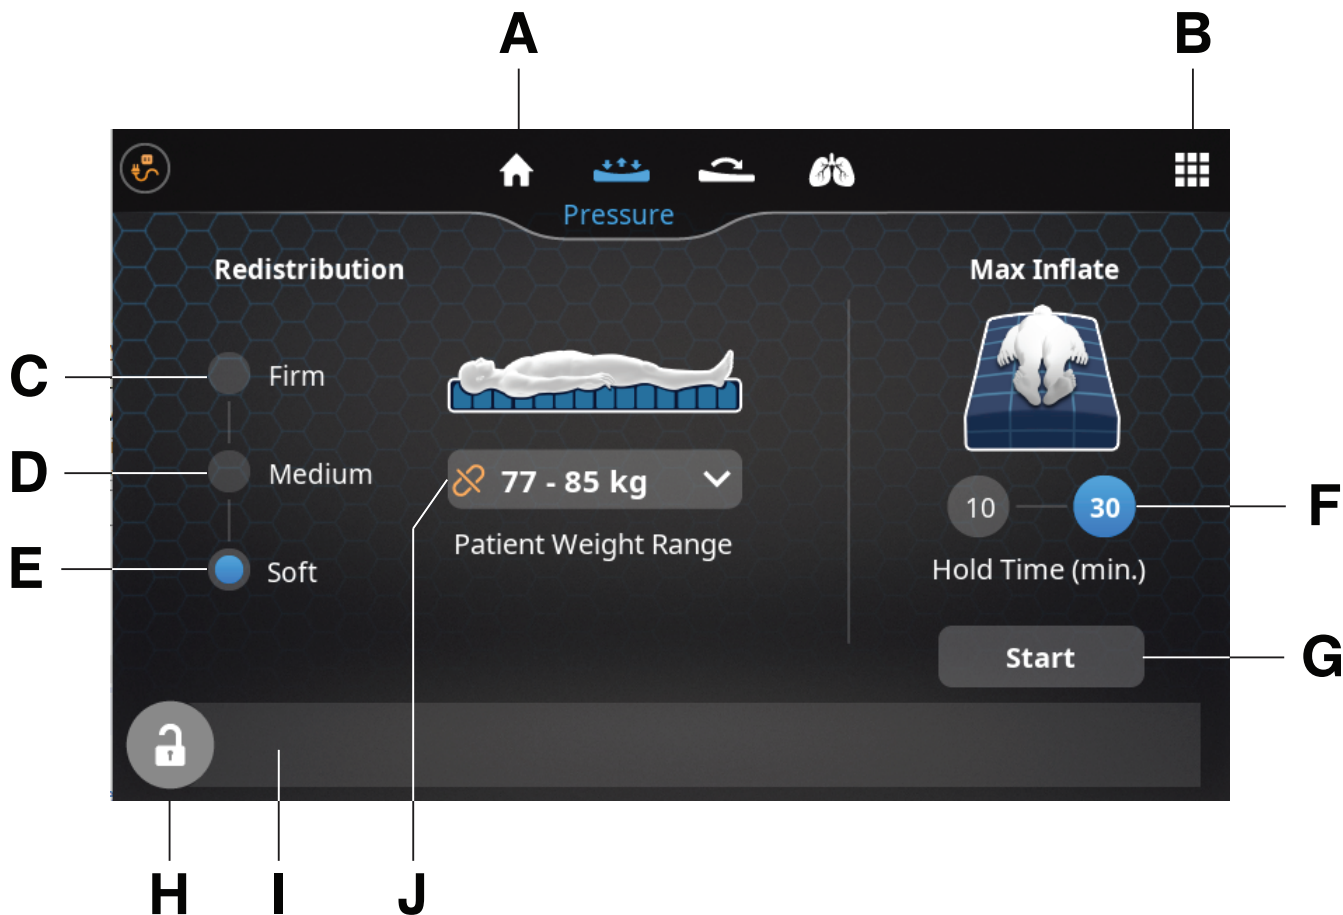 A
B
Pressure
Redistribution
Max Inflate
C
Firm
D
Medium
77 - 85 kg
Patient Weight Range
E
Soft
10
30
F
Hold Time (min.)
Start
G
H
I
J